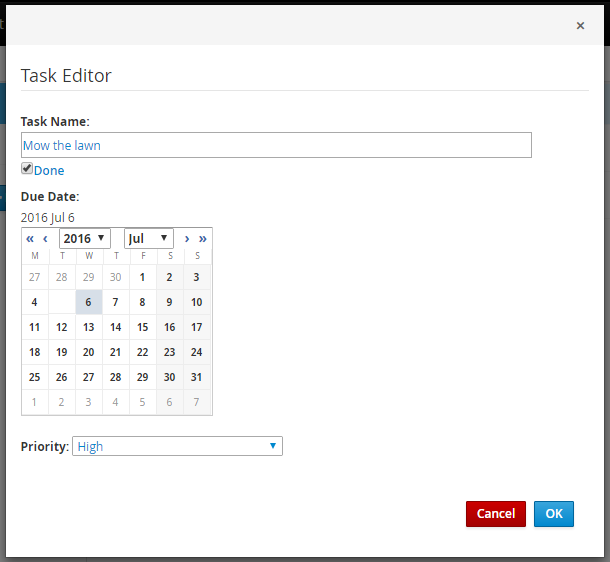 ×
Task Editor
Task Name:
Mow the lawn
Done
Due Date:
2016 Jul 6
« ‹ 2016 Jul › »
M T W T F S S
27 28 29 30 1 2 3
4 6 7 8 9 10
11 12 13 14 15 16 17
18 19 20 21 22 23 24
25 26 27 28 29 30 31
1 2 3 4 5 6 7
Priority: High
Cancel OK